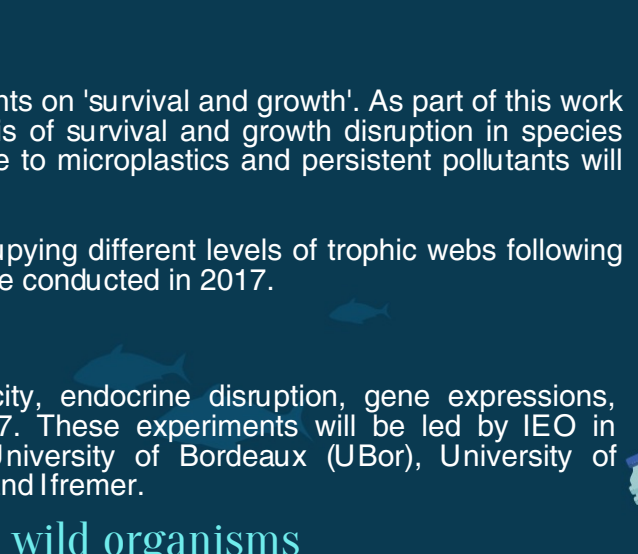 nts on 'survival and growth'. As part of this work
is of survival and growth disruption in species
e to microplastics and persistent pollutants will
upying different levels of trophic webs following
e conducted in 2017.
city, endocrine disruption, gene expressions,
7. These experiments will be led by IEO in
University of Bordeaux (UBor), University of
nd Ifremer.
wild organisms